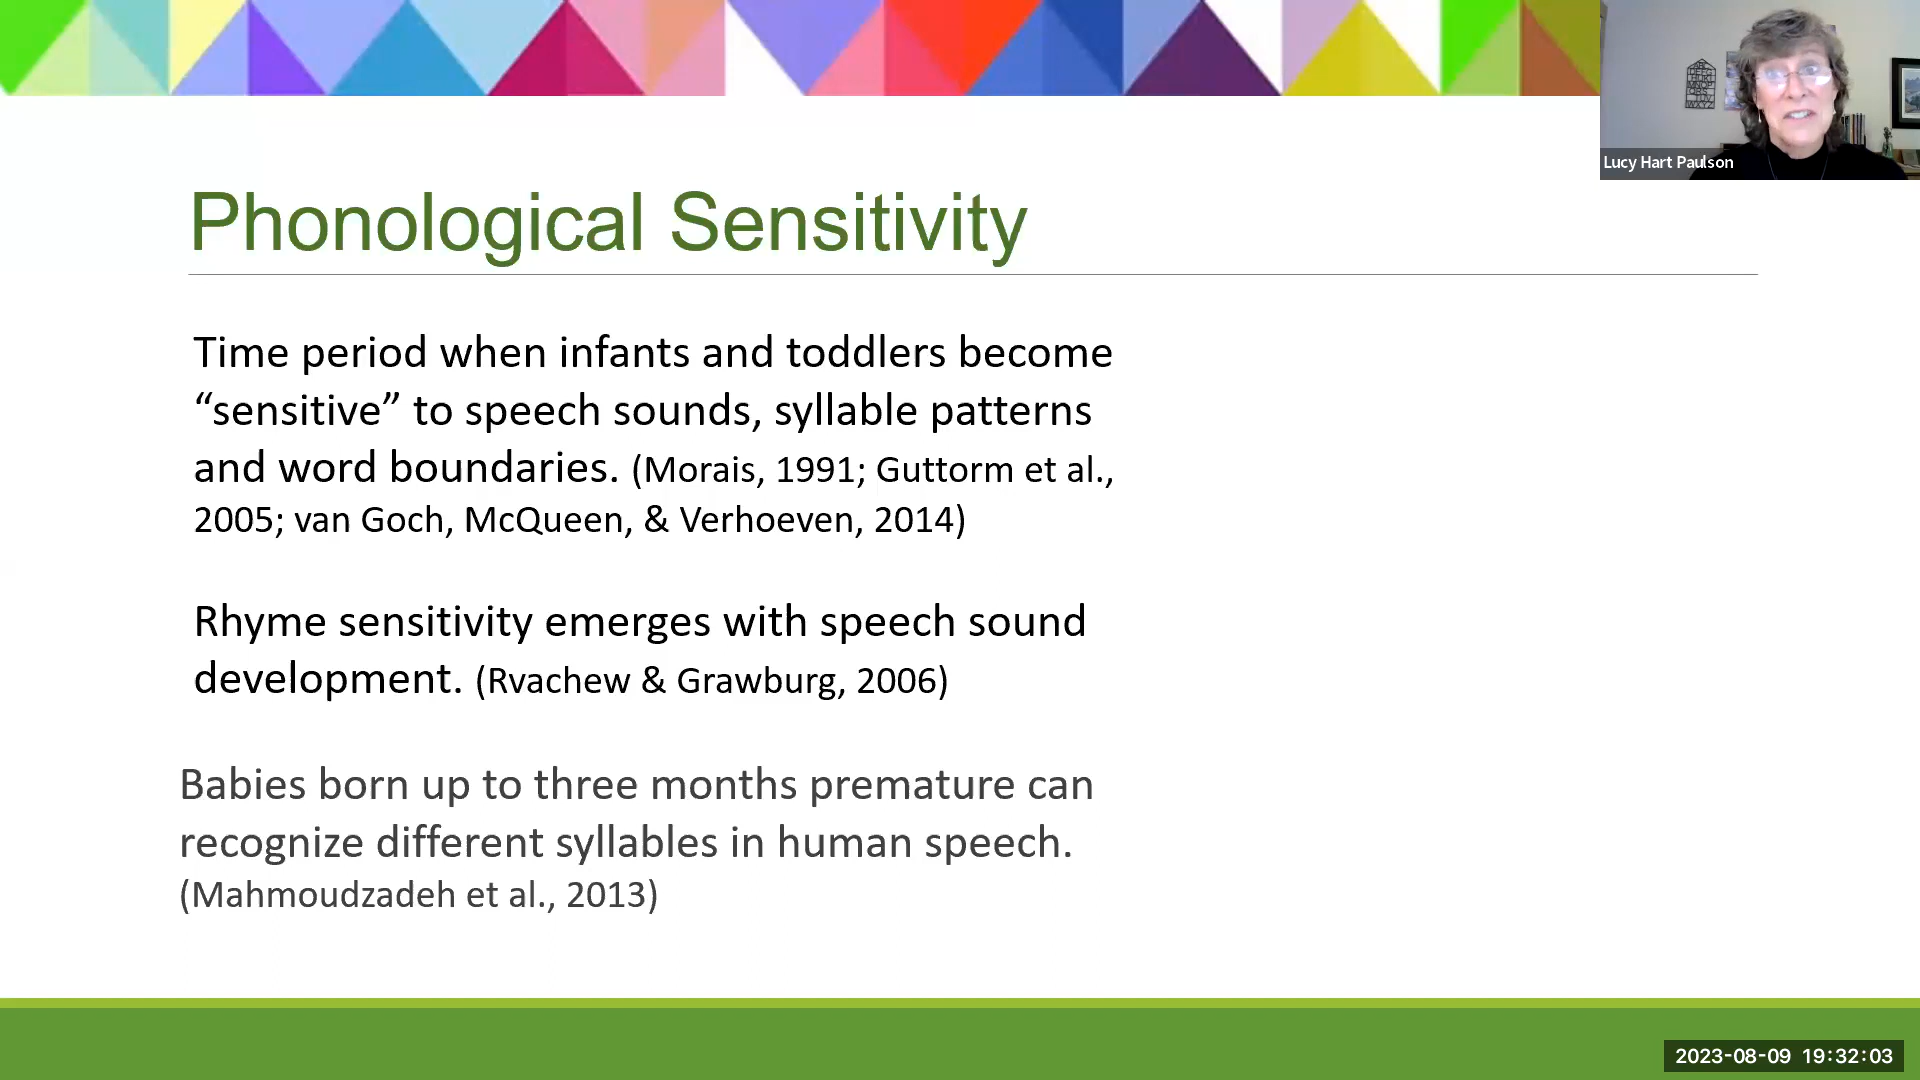 Lucy Hart Paulson
Phonological Sensitivity
Time period when infants and toddlers become
“sensitive” to speech sounds, syllable patterns
and word boundaries. (Morais, 1991; Guttorm et al.,
2005; van Goch, McQueen, & Verhoeven, 2014)
Rhyme sensitivity emerges with speech sound
development. (Rvachew & Grawburg, 2006)
Babies born up to three months premature can
recognize different syllables in human speech.
(Mahmoudzadeh et al., 2013)
2023-08-09 19:32:03